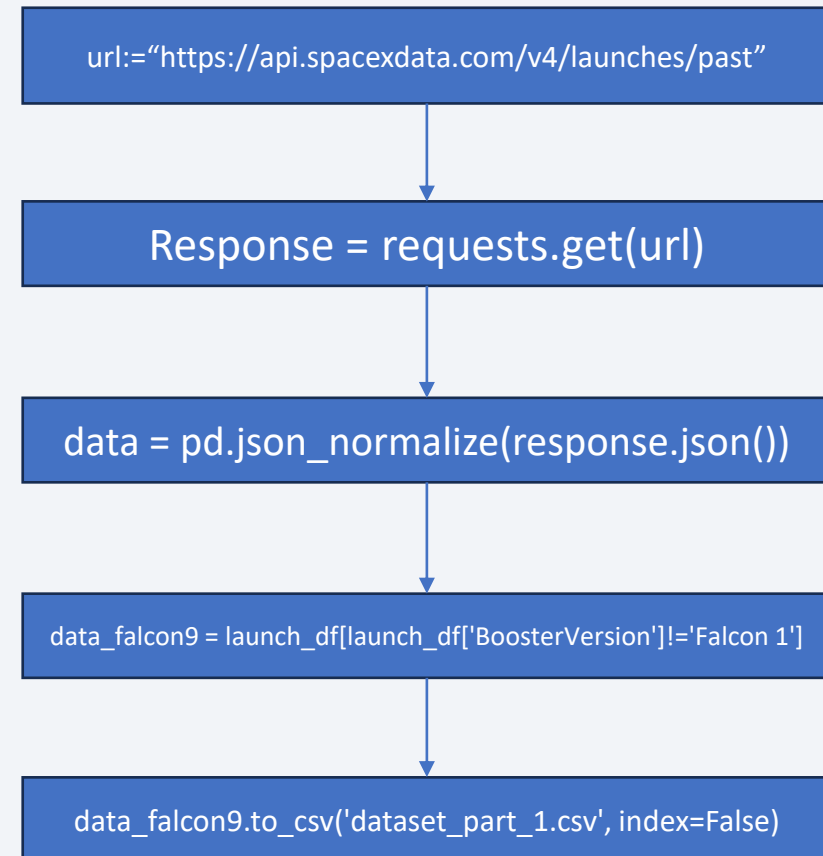 url:=“https://api.spacexdata.com/v4/launches/past”
Response = requests.get(url)
data = pd.json_normalize(response.json())
data_falcon9 = launch_df[launch_df['BoosterVersion']!='Falcon 1']
data_falcon9.to_csv('dataset_part_1.csv', index=False)